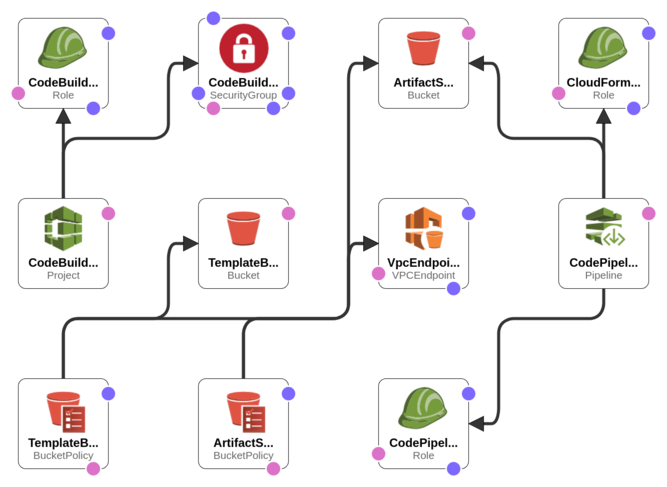 CodeBuild...
Role
CodeBuild...
SecurityGroup
ArtifactS...
Bucket
CloudForm...
Role
CodeBuild...
Project
TemplateB...
Bucket
VpcEndpoi...
VPCEndpoint
CodePipel...
Pipeline
TemplateB...
BucketPolicy
ArtifactS...
BucketPolicy
CodePipel...
Role